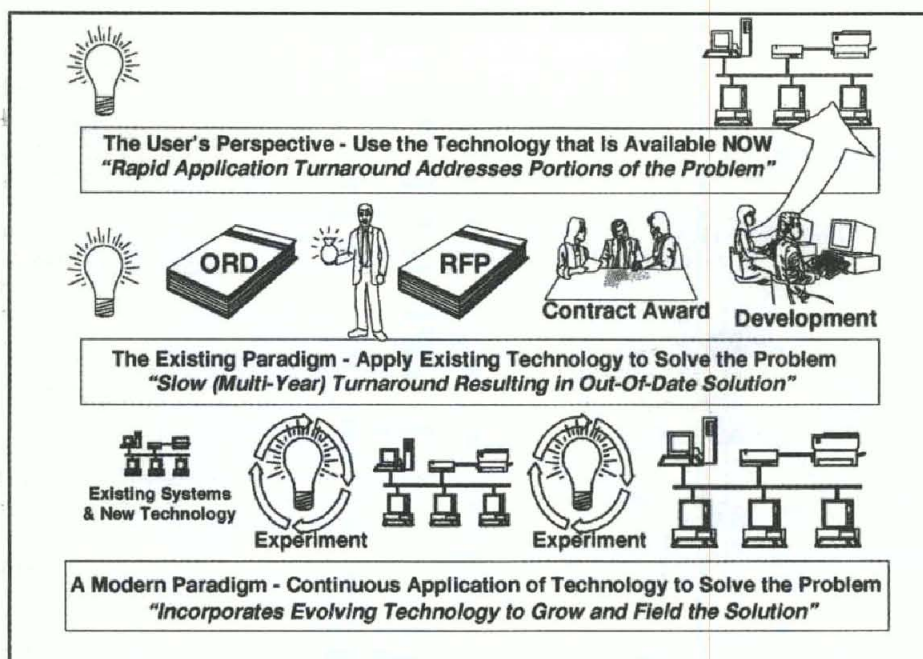 The User's Perspective - Use the Technology that is Available NOW
"Rapid Application Turnaround Addresses Portions of the Problem"
ORD
RFP
Contract Award
Development
The Existing Paradigm - Apply Existing Technology to Solve the Problem
"Slow (Multi-Year) Turnaround Resulting in Out-Of-Date Solution"
Existing Systems
& New Technology
Experiment
Experiment
A Modern Paradigm - Continuous Application of Technology to Solve the Problem
"Incorporates Evolving Technology to Grow and Field the Solution"